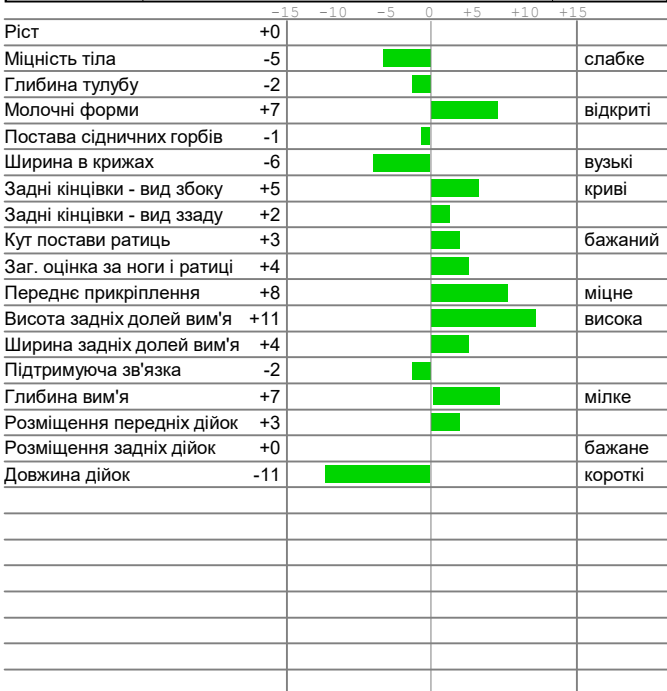 -15 -10 -5 0 +5 +10 +15
Ріст +0
Міцність тіла -5 слабке
Глибина тулубу -2
Молочні форми +7 відкриті
Постава сідничних горбів -1
Ширина в крижах -6 вузькі
Задні кінцівки - вид збоку +5 криві
Задні кінцівки - вид ззаду +2
Кут постави ратиць +3 бажаний
Заг. оцінка за ноги і ратиці +4
Переднє прикріплення +8 міцне
Висота задніх долей вим'я +11 висока
Ширина задніх долей вим'я +4
Підтримуюча зв'язка -2
Глибина вим'я +7 мілке
Розміщення передніх дійок +3
Розміщення задніх дійок +0 бажане
Довжина дійок -11 короткі